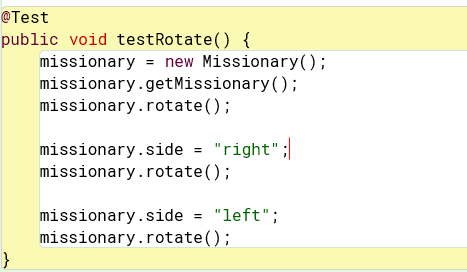 @Test
public void testRotate() {
    missionary = new Missionary();
    missionary.getMissionary();
    missionary.rotate();

    missionary.side = "right";
    missionary.rotate();

    missionary.side = "left";
    missionary.rotate();
}